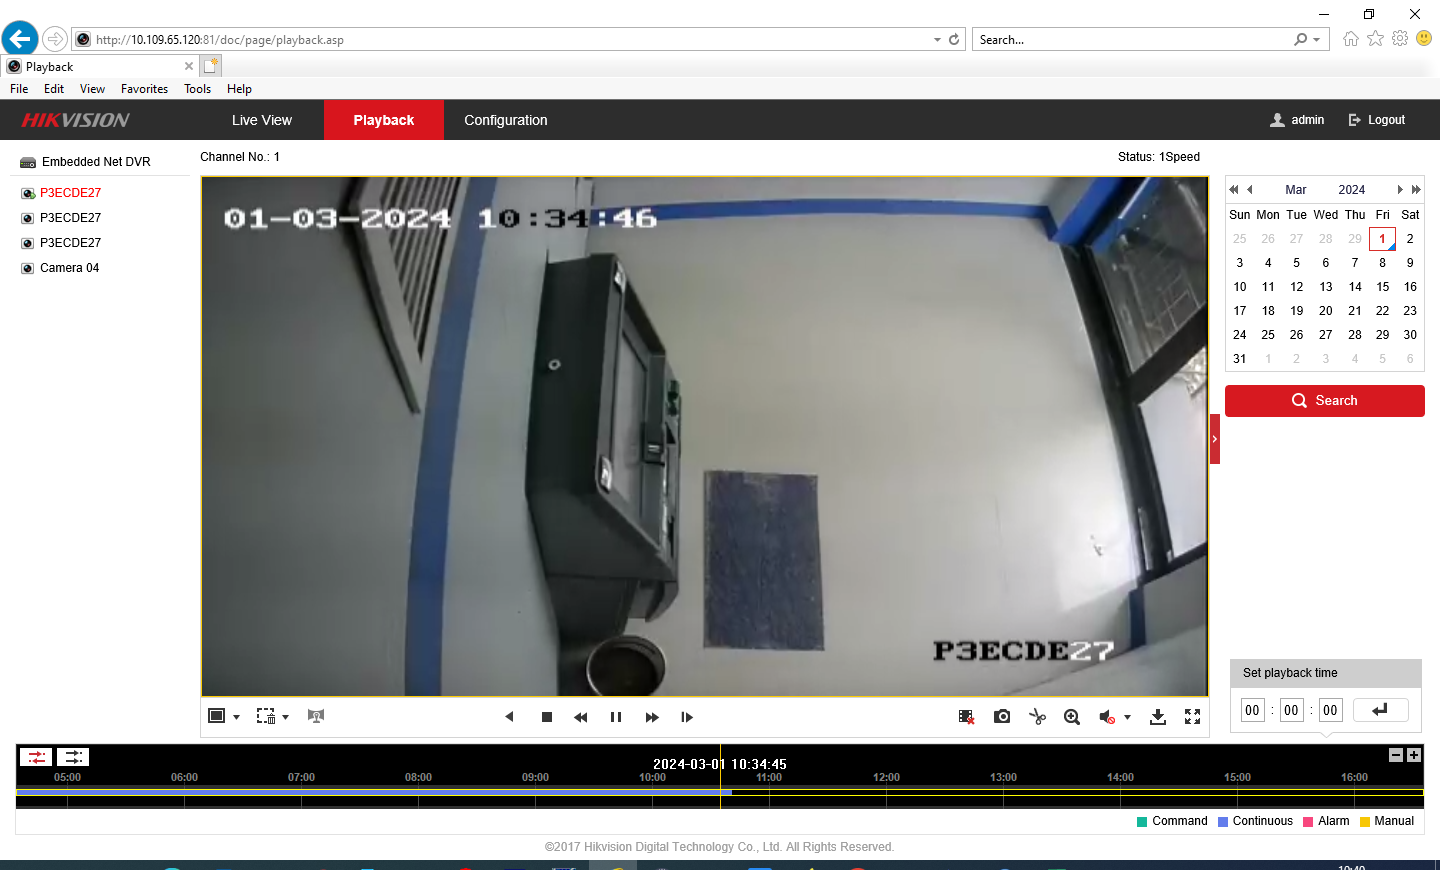 http://10.109.65.120:81/doc/page/playback.asp
Search...
Playback
File Edit View Favorites Tools Help
HIKVISION Live View Playback Configuration admin Logout
Embedded Net DVR
P3ECDE27
P3ECDE27
P3ECDE27
Camera 04
Channel No.: 1
Status: 1Speed
01-03-2024 10:34:46
P3ECDE27
Mar 2024
Sun Mon Tue Wed Thu Fri Sat
25 26 27 28 29 1 2
3 4 5 6 7 8 9
10 11 12 13 14 15 16
17 18 19 20 21 22 23
24 25 26 27 28 29 30
31 1 2 3 4 5 6
Search
Set playback time
00 : 00 : 00
2024-03-01 10:34:45
05:00 06:00 07:00 08:00 09:00 10:00 11:00 12:00 13:00 14:00 15:00 16:00
Command Continuous Alarm Manual
©2017 Hikvision Digital Technology Co., Ltd. All Rights Reserved.